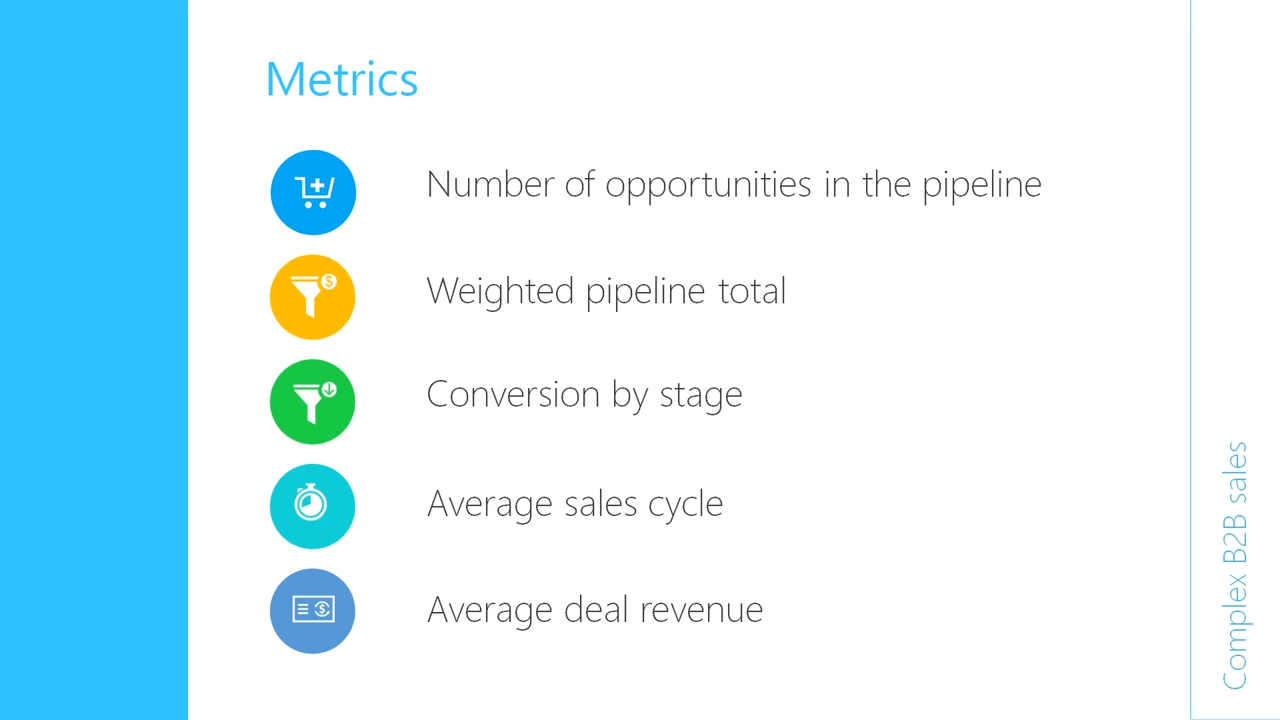 Metrics
Number of opportunities in the pipeline
Weighted pipeline total
Conversion by stage
Average sales cycle
Average deal revenue
Complex B2B sales